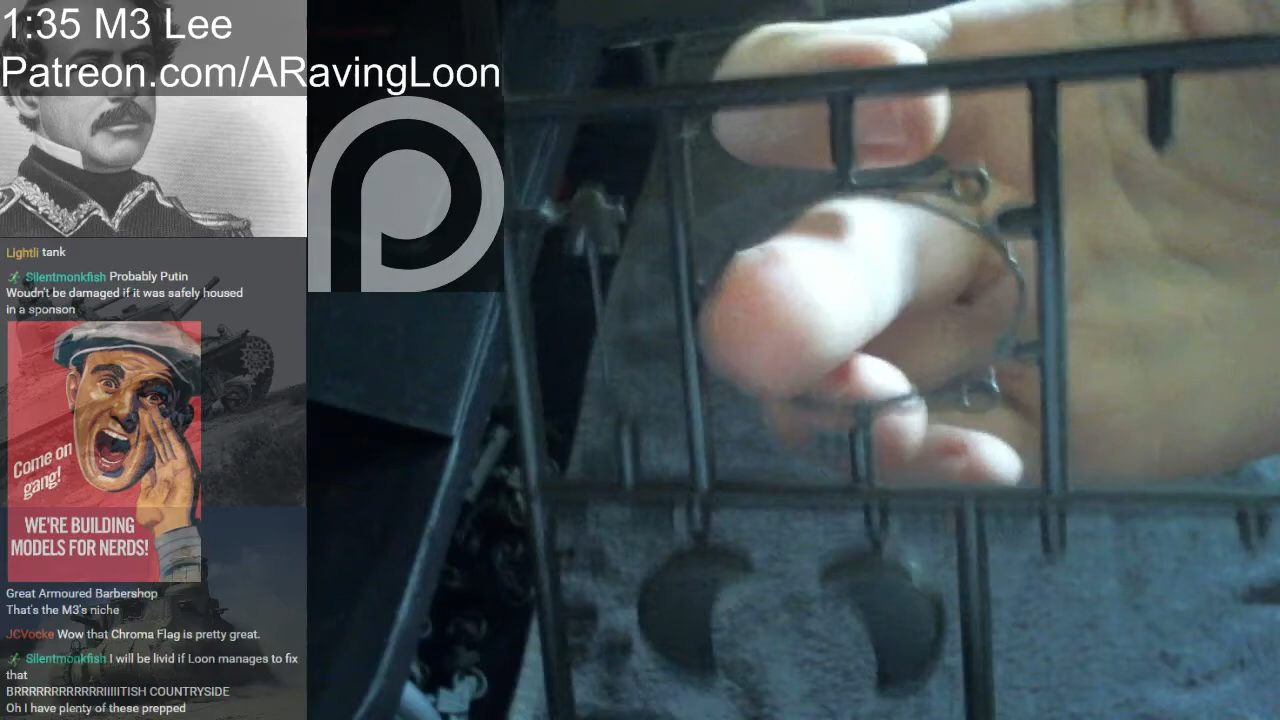 1:35 M3 Lee
Patreon.com/ARavingLoon
Lightli tank
Silentmonkfish Probably Putin
Woudn't be damaged if it was safely housed
in a sponson
Come on
gang!
WE'RE BUILDING
MODELS FOR NERDS!
Great Armoured Barbershop
That's the M3's niche
JCVocke Wow that Chroma Flag is pretty great.
Silentmonkfish I will be livid if Loon manages to fix
that
BRRRRRRRRRRRRIIIIITISH COUNTRYSIDE
Oh I have plenty of these prepped